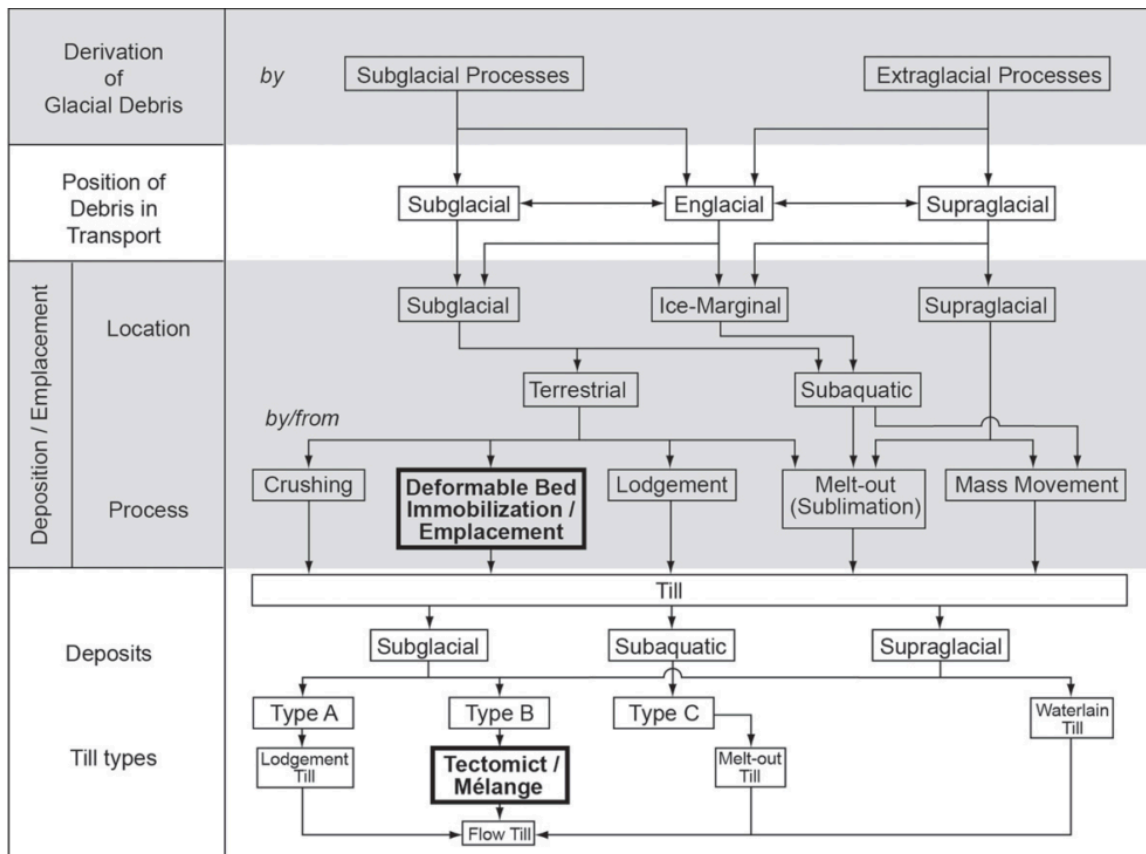 Derivation
of
Glacial Debris
by
Subglacial Processes
Extraglacial Processes
Position of
Debris in
Transport
Subglacial
Englacial
Supraglacial
Deposition / Emplacement
Location
Subglacial
Ice-Marginal
Supraglacial
Terrestrial
Subaquatic
by/from
Process
Crushing
Deformable Bed
Immobilization /
Emplacement
Lodgement
Melt-out
(Sublimation)
Mass Movement
Till
Deposits
Subglacial
Subaquatic
Supraglacial
Till types
Type A
Type B
Type C
Waterlain
Till
Lodgement
Till
Tectomict /
Mélange
Melt-out
Till
Flow Till